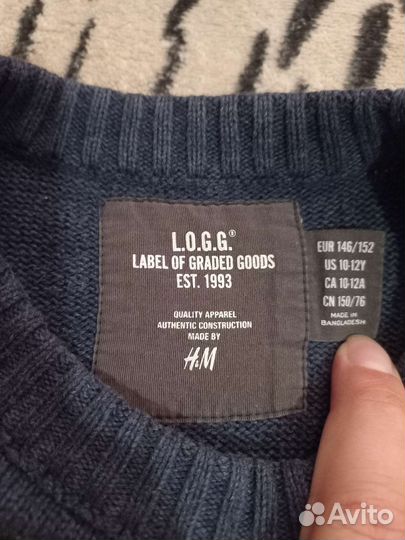 L.O.G.G.®
LABEL OF GRADED GOODS
EST. 1993
QUALITY APPAREL
AUTHENTIC CONSTRUCTION
MADE BY
H&M
EUR 146/152
US 10-12Y
CA 10-12A
CN 150/76
MADE IN
BANGLADESH
Avito